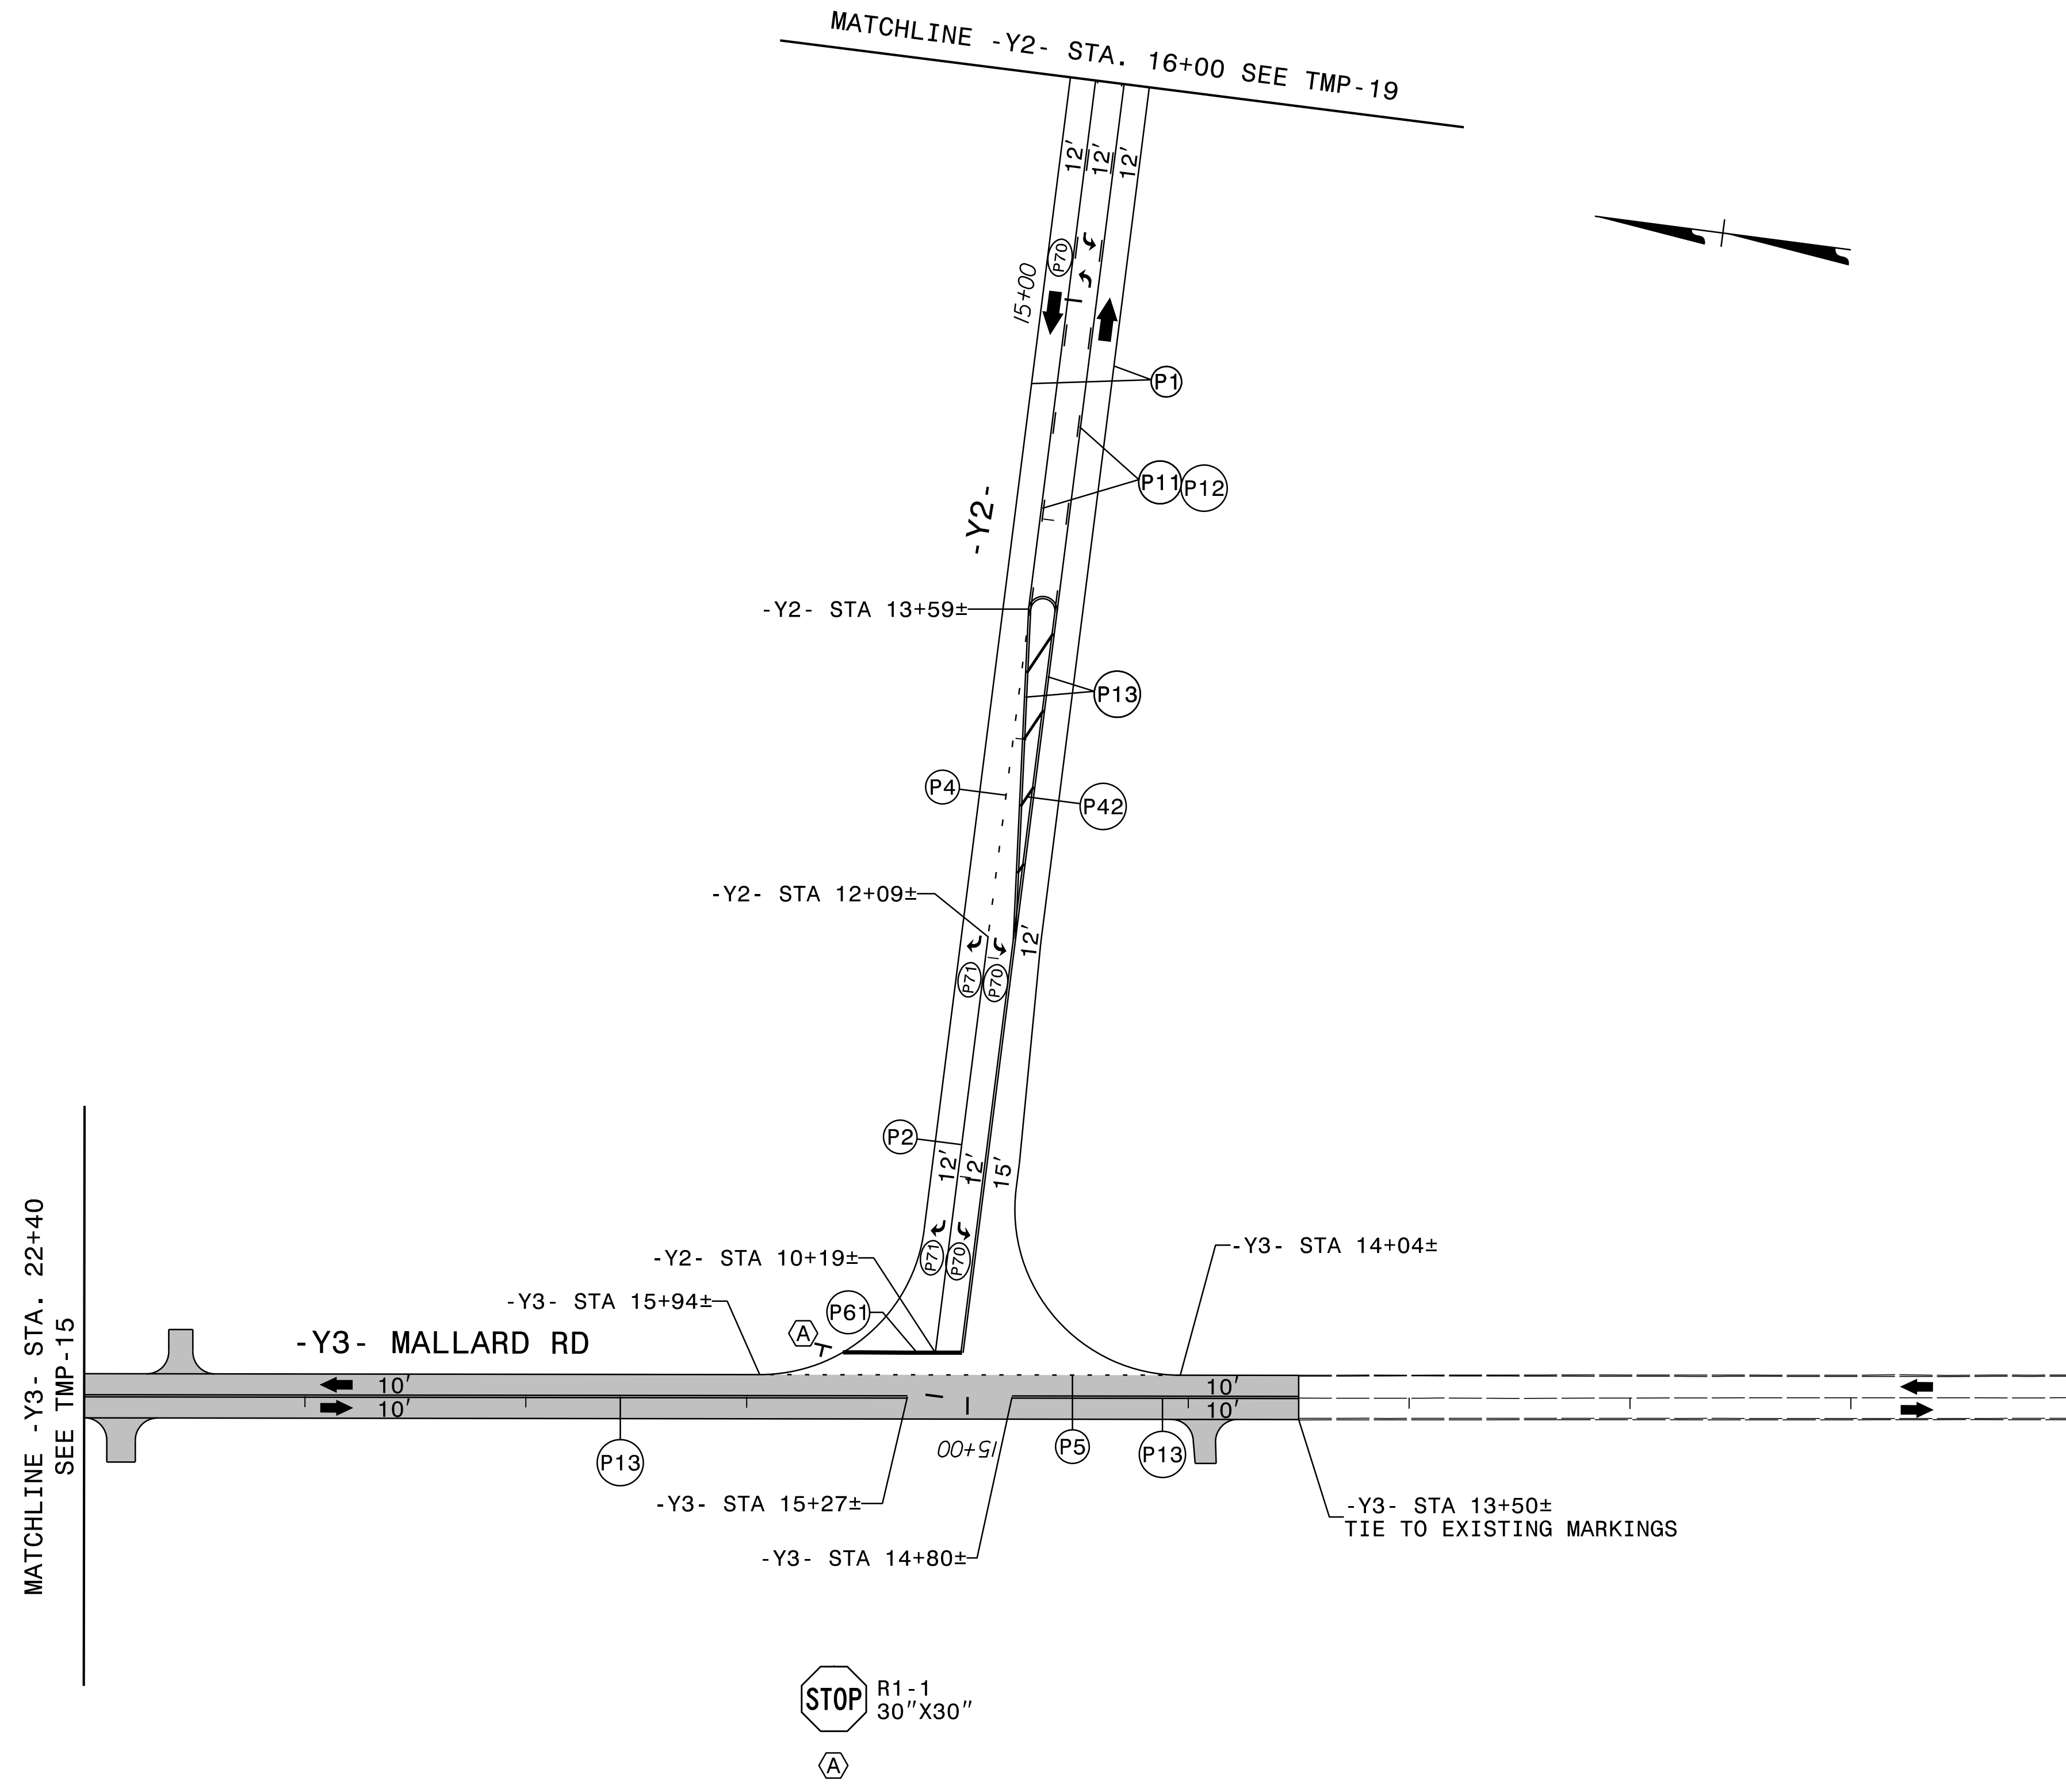 MATCHLINE -Y2- STA. 16+00 SEE TMP-19
12' 12' 12'
P70
15+00
P1
-Y2-
P11 P12
-Y2- STA 13+59±
P13
P4
P42
-Y2- STA 12+09±
12'
P71 P70
P2
12' 12' 15'
-Y2- STA 10+19±
P71 P70
-Y3- STA 14+04±
-Y3- STA 15+94±
P61
A
-Y3- MALLARD RD
MATCHLINE -Y3- STA. 22+40
SEE TMP-15
10'
10'
10'
10'
15+00
P13
P5
P13
-Y3- STA 15+27±
-Y3- STA 14+80±
-Y3- STA 13+50±
TIE TO EXISTING MARKINGS
STOP
R1-1
30"X30"
A